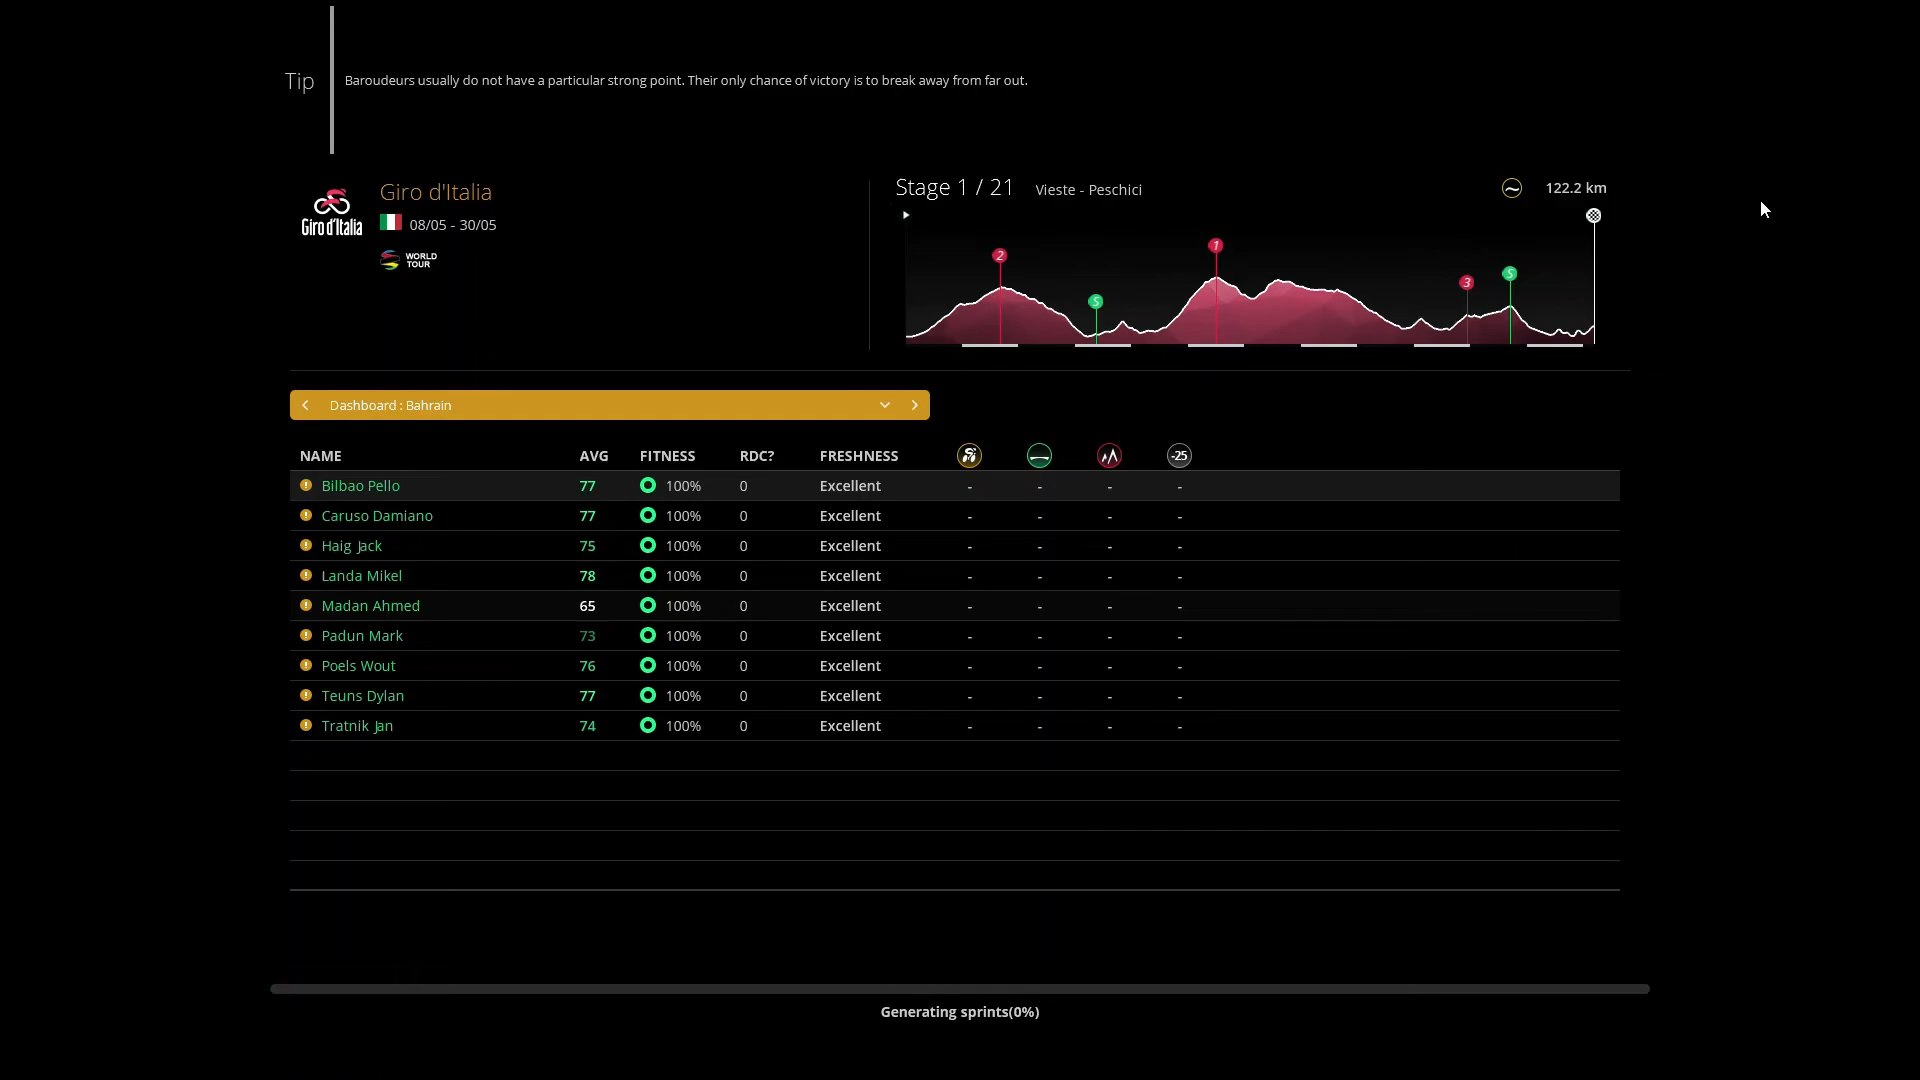 Tip
Baroudeurs usually do not have a particular strong point. Their only chance of victory is to break away from far out.
Giro d'Italia
Giro d'Italia
08/05 - 30/05
WORLD
TOUR
Stage 1 / 21 Vieste - Peschici 122.2 km
2 S 1 3 S
Dashboard : Bahrain
NAME AVG FITNESS RDC? FRESHNESS -25
Bilbao Pello 77 100% 0 Excellent - - - -
Caruso Damiano 77 100% 0 Excellent - - - -
Haig Jack 75 100% 0 Excellent - - - -
Landa Mikel 78 100% 0 Excellent - - - -
Madan Ahmed 65 100% 0 Excellent - - - -
Padun Mark 73 100% 0 Excellent - - - -
Poels Wout 76 100% 0 Excellent - - - -
Teuns Dylan 77 100% 0 Excellent - - - -
Tratnik Jan 74 100% 0 Excellent - - - -
Generating sprints(0%)